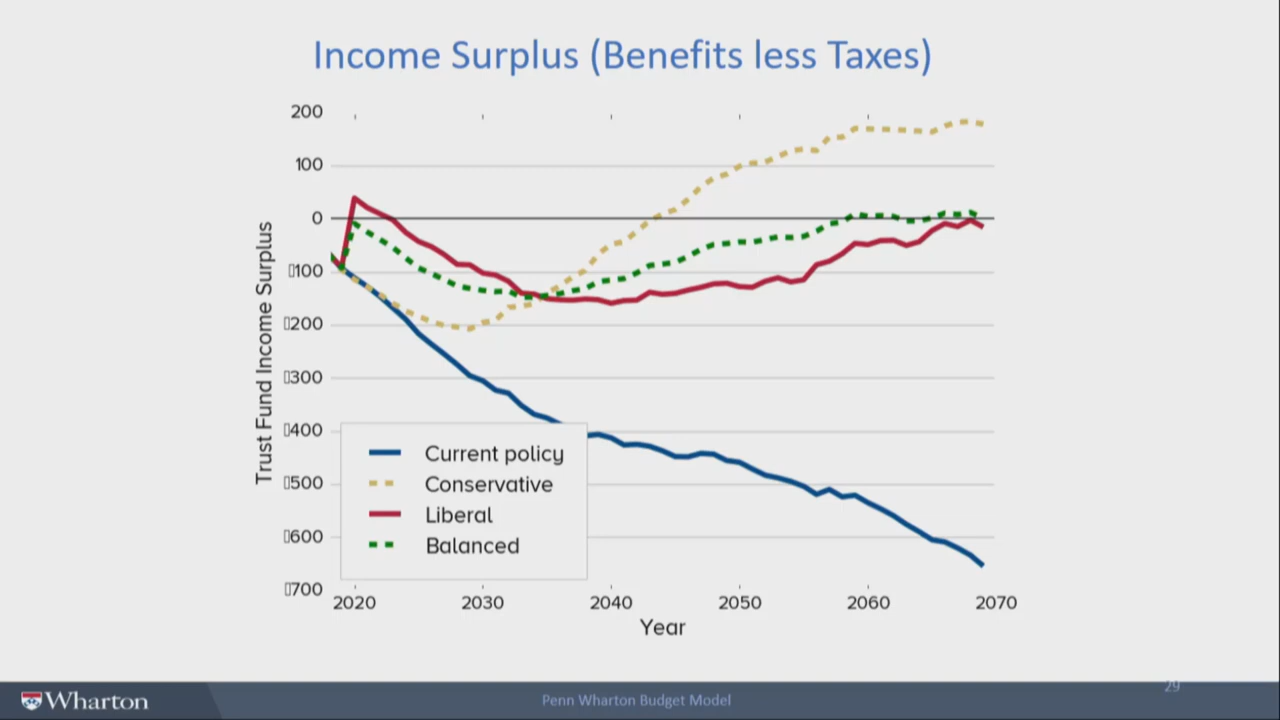 Income Surplus (Benefits less Taxes)
200
100
0
▯100
▯200
▯300
▯400
▯500
▯600
▯700
Trust Fund Income Surplus
Current policy
Conservative
Liberal
Balanced
2020 2030 2040 2050 2060 2070
Year
Wharton
Penn Wharton Budget Model
29